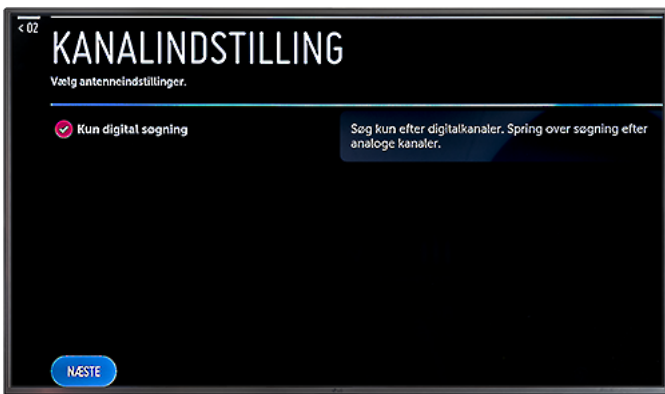 < 02
KANALINDSTILLING
Vælg antenneindstillinger.
Kun digital søgning
Søg kun efter digitalkanaler. Spring over søgning efter
analoge kanaler.
NÆSTE